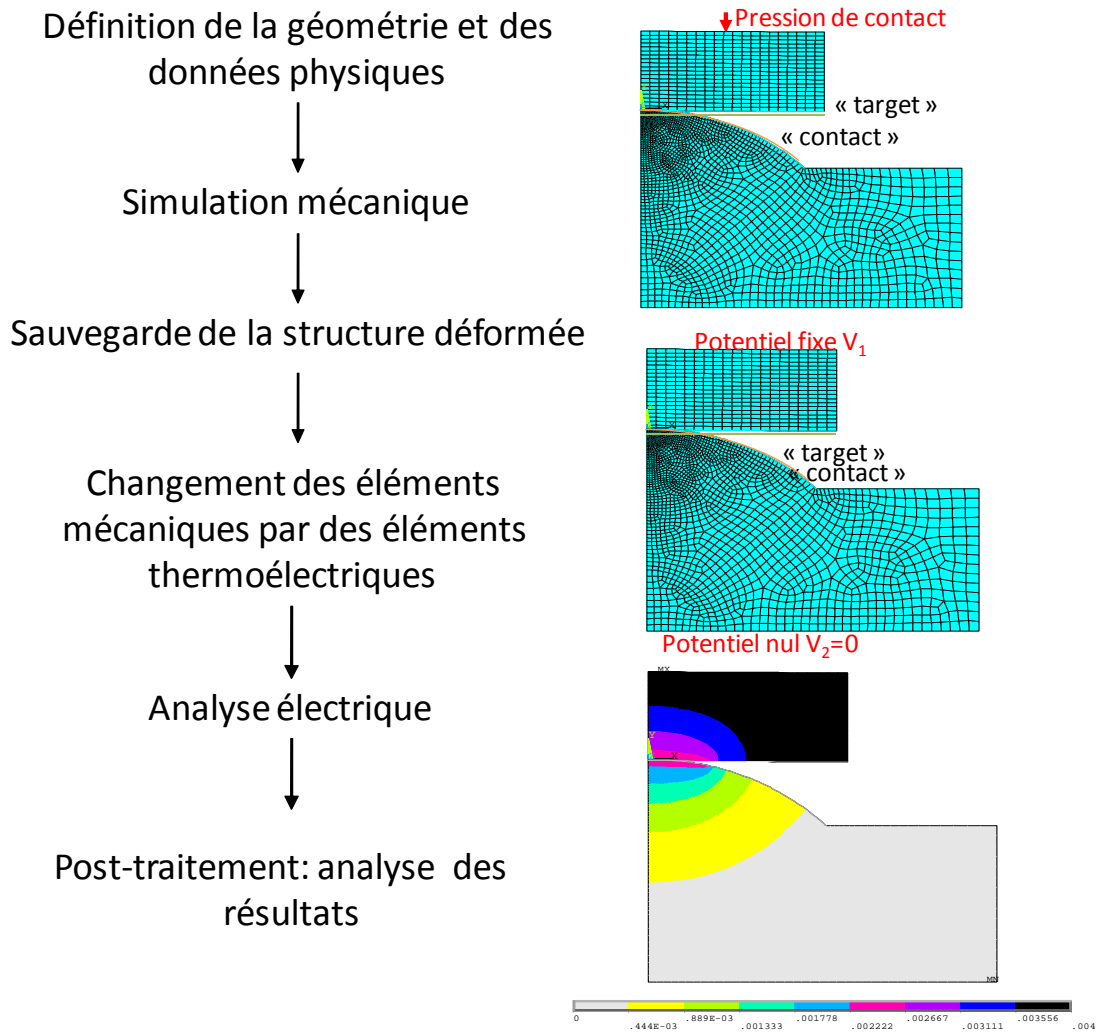 Définition de la géométrie et des
données physiques
Simulation mécanique
Sauvegarde de la structure déformée
Changement des éléments
mécaniques par des éléments
thermoélectriques
Analyse électrique
Post-traitement: analyse des
résultats
Pression de contact
« target »
« contact »
Potentiel fixe V1
« target »
« contact »
Potentiel nul V2=0
MX
Y
X
MN
0 .889E-03 .001778 .002667 .003556
.444E-03 .001333 .002222 .003111 .004